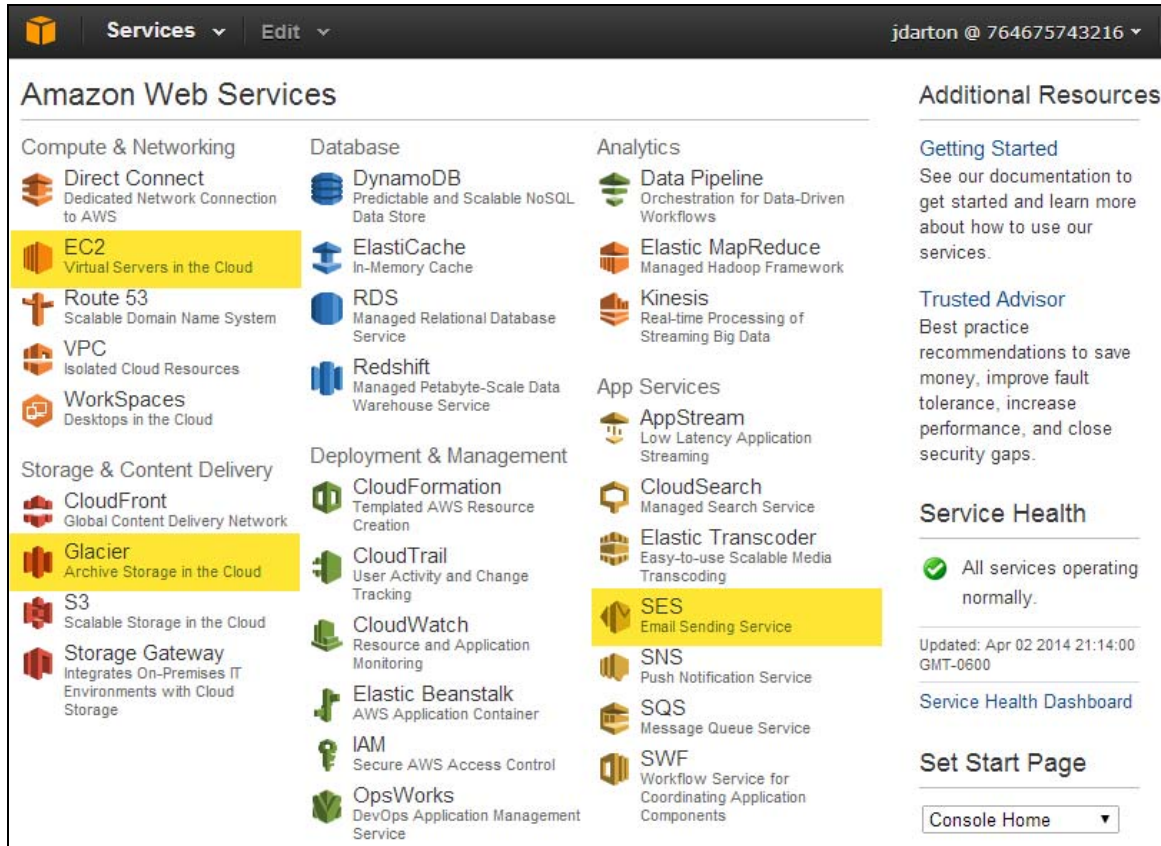 Services
Edit
jdarton @ 764675743216
Amazon Web Services
Compute & Networking
Direct Connect
Dedicated Network Connection
to AWS
EC2
Virtual Servers in the Cloud
Route 53
Scalable Domain Name System
VPC
Isolated Cloud Resources
WorkSpaces
Desktops in the Cloud
Storage & Content Delivery
CloudFront
Global Content Delivery Network
Glacier
Archive Storage in the Cloud
S3
Scalable Storage in the Cloud
Storage Gateway
Integrates On-Premises IT
Environments with Cloud
Storage
Database
DynamoDB
Predictable and Scalable NoSQL
Data Store
ElastiCache
In-Memory Cache
RDS
Managed Relational Database
Service
Redshift
Managed Petabyte-Scale Data
Warehouse Service
Deployment & Management
CloudFormation
Templated AWS Resource
Creation
CloudTrail
User Activity and Change
Tracking
CloudWatch
Resource and Application
Monitoring
Elastic Beanstalk
AWS Application Container
IAM
Secure AWS Access Control
OpsWorks
DevOps Application Management
Service
Analytics
Data Pipeline
Orchestration for Data-Driven
Workflows
Elastic MapReduce
Managed Hadoop Framework
Kinesis
Real-time Processing of
Streaming Big Data
App Services
AppStream
Low Latency Application
Streaming
CloudSearch
Managed Search Service
Elastic Transcoder
Easy-to-use Scalable Media
Transcoding
SES
Email Sending Service
SNS
Push Notification Service
SQS
Message Queue Service
SWF
Workflow Service for
Coordinating Application
Components
Additional Resources
Getting Started
See our documentation to
get started and learn more
about how to use our
services.
Trusted Advisor
Best practice
recommendations to save
money, improve fault
tolerance, increase
performance, and close
security gaps.
Service Health
All services operating
normally.
Updated: Apr 02 2014 21:14:00
GMT-0600
Service Health Dashboard
Set Start Page
Console Home